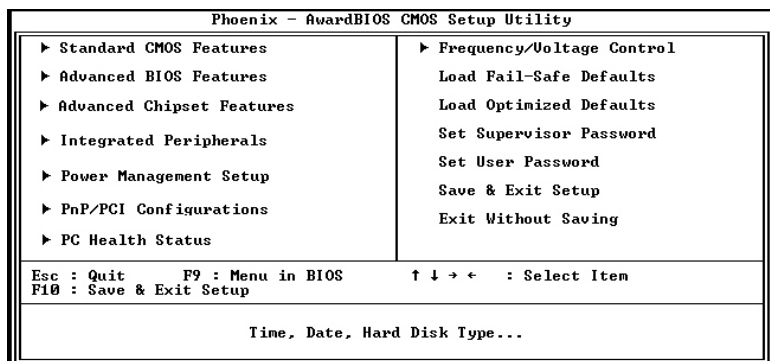 Phoenix - AwardBIOS CMOS Setup Utility
▶ Standard CMOS Features
▶ Advanced BIOS Features
▶ Advanced Chipset Features
▶ Integrated Peripherals
▶ Power Management Setup
▶ PnP/PCI Configurations
▶ PC Health Status
▶ Frequency/Voltage Control
Load Fail-Safe Defaults
Load Optimized Defaults
Set Supervisor Password
Set User Password
Save & Exit Setup
Exit Without Saving
Esc : Quit F9 : Menu in BIOS ↑ ↓ → ← : Select Item
F10 : Save & Exit Setup
Time, Date, Hard Disk Type...